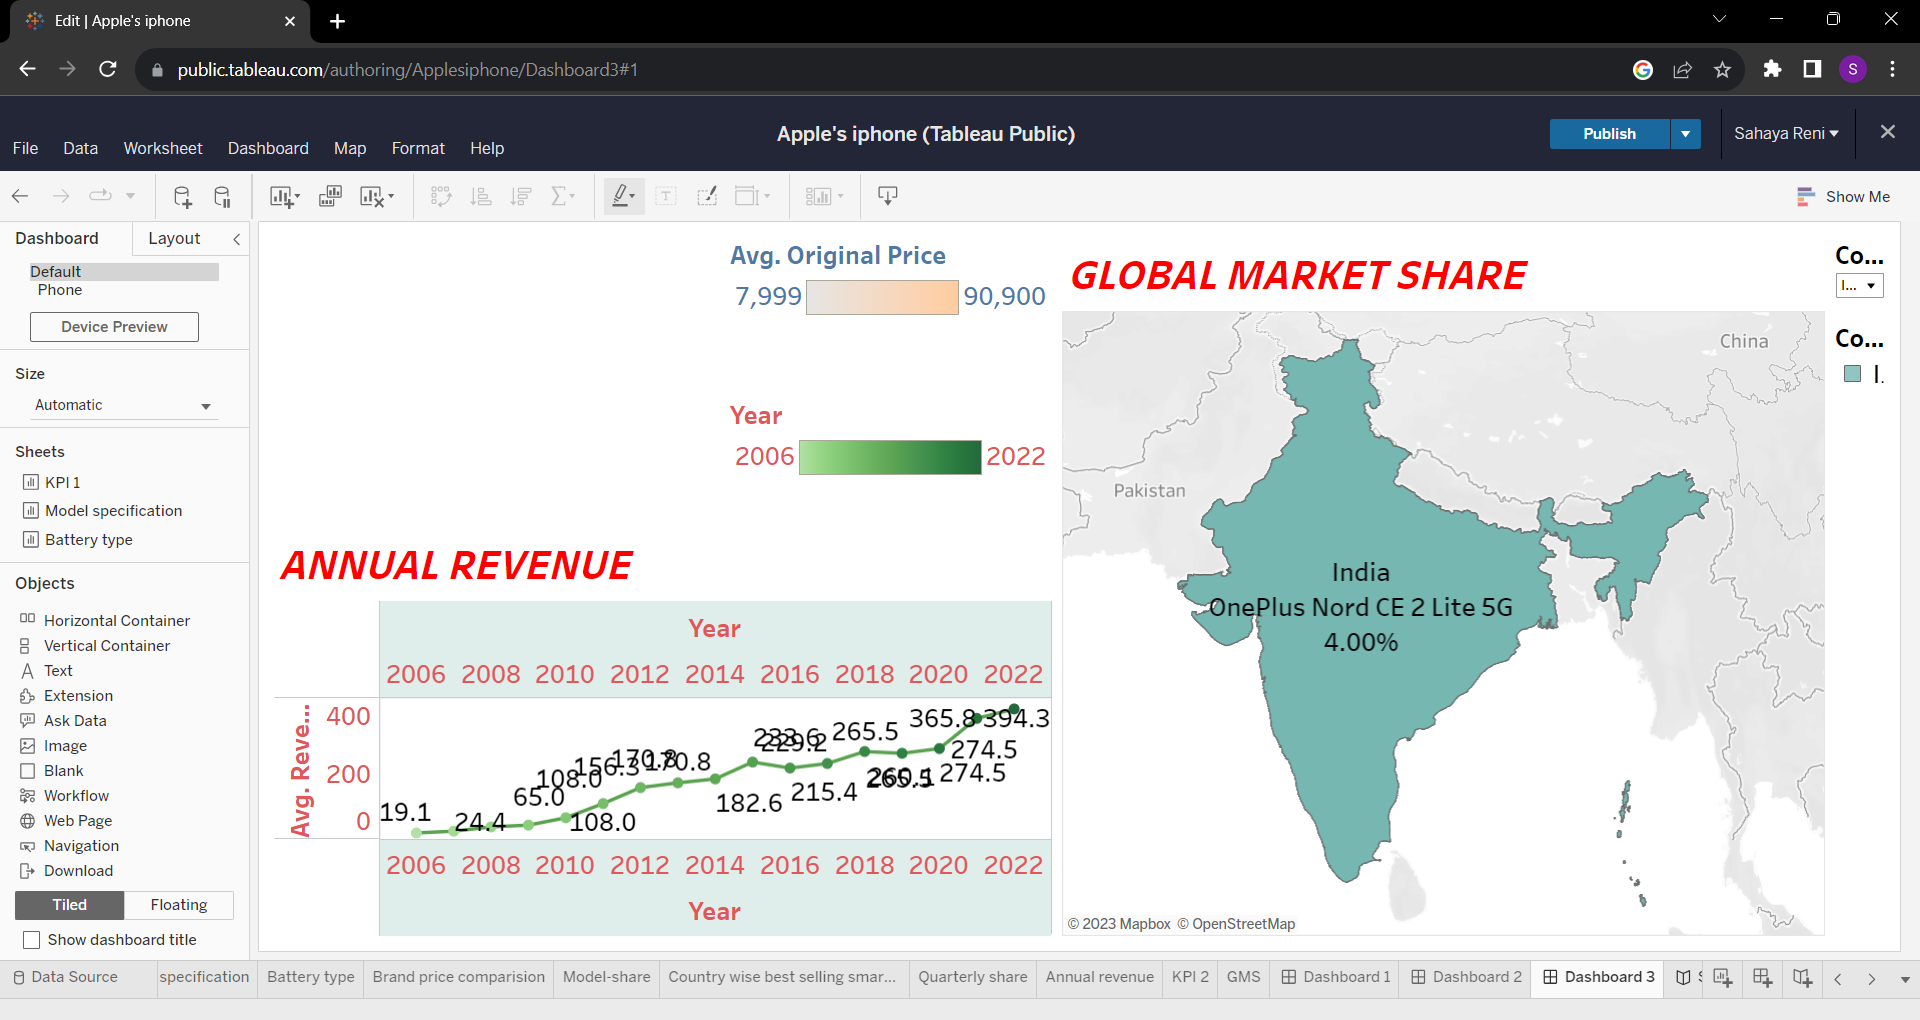 Edit | Apple's iphone
public.tableau.com/authoring/Applesiphone/Dashboard3#1
S
Apple's iphone (Tableau Public)
Publish
Sahaya Reni
File Data Worksheet Dashboard Map Format Help
Show Me
Dashboard Layout
Default
Phone
Device Preview
Size
Automatic
Sheets
KPI 1
Model specification
Battery type
Objects
Horizontal Container
Vertical Container
Text
Extension
Ask Data
Image
Blank
Workflow
Web Page
Navigation
Download
Tiled Floating
Show dashboard title
Avg. Original Price
7,999 90,900
Year
2006 2022
ANNUAL REVENUE
Year
2006 2008 2010 2012 2014 2016 2018 2020 2022
Avg. Reve...
400
200
0
19.1
24.4
65.0
108.0
108.0
156.3
170.8
170.8
182.6
233.6
229.2
215.4
265.5
265.5
274.5
274.5
365.8
394.3
2006 2008 2010 2012 2014 2016 2018 2020 2022
Year
GLOBAL MARKET SHARE
China
Pakistan
India
OnePlus Nord CE 2 Lite 5G
4.00%
© 2023 Mapbox © OpenStreetMap
Co...
I...
Co...
Data Source specification Battery type Brand price comparision Model-share Country wise best selling smar... Quarterly share Annual revenue KPI 2 GMS Dashboard 1 Dashboard 2 Dashboard 3